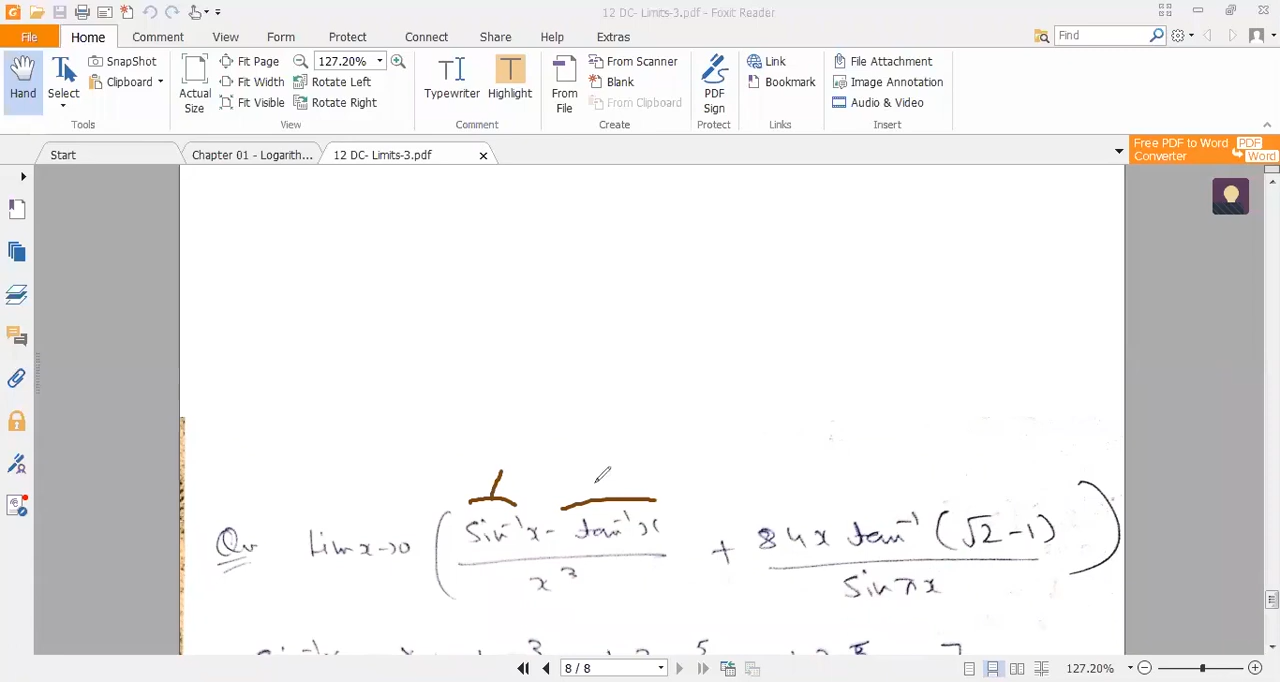 12 DC- Limits-3.pdf - Foxit Reader
File Home Comment View Form Protect Connect Share Help Extras Find
Hand Select SnapShot Clipboard Tools
Actual Size Fit Page Fit Width Fit Visible 127.20% Rotate Left Rotate Right View
Typewriter Highlight Comment
From File From Scanner Blank From Clipboard Create
PDF Sign Protect
Link Bookmark Links
File Attachment Image Annotation Audio & Video Insert
Start Chapter 01 - Logarith... 12 DC- Limits-3.pdf
Free PDF to Word Converter PDF Word
Qu lim x→0 ( (sin⁻¹x - tan⁻¹x) / x³ + 84x tan⁻¹(√2-1) / sinπx )
8 / 8 127.20%